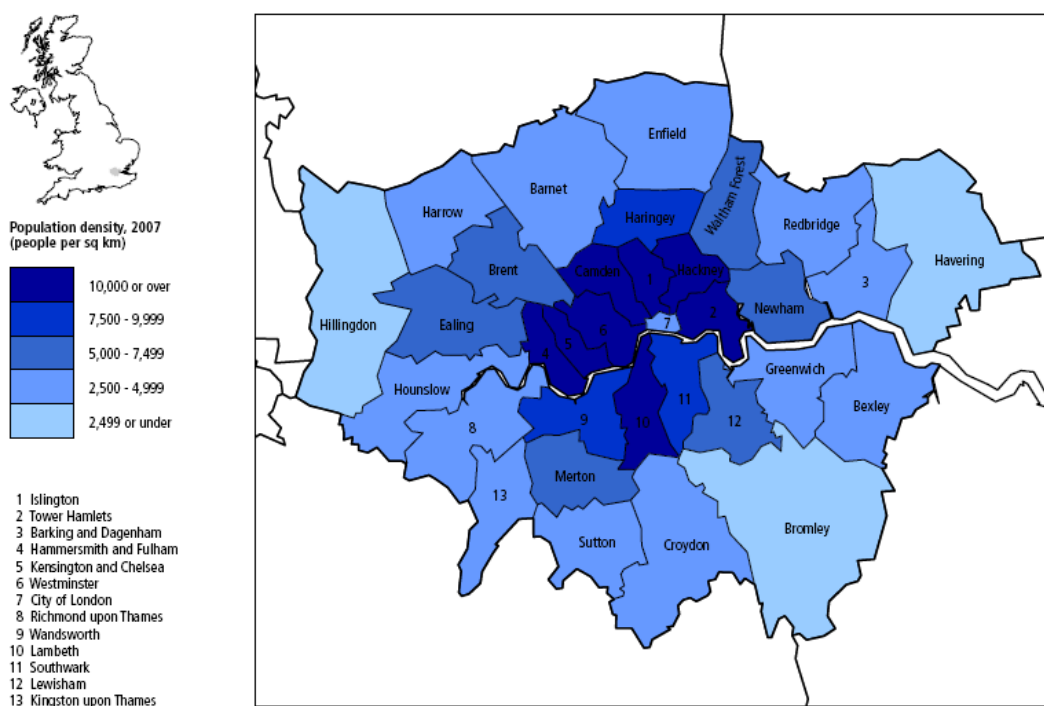 Population density, 2007
(people per sq km)
10,000 or over
7,500 - 9,999
5,000 - 7,499
2,500 - 4,999
2,499 or under
1 Islington
2 Tower Hamlets
3 Barking and Dagenham
4 Hammersmith and Fulham
5 Kensington and Chelsea
6 Westminster
7 City of London
8 Richmond upon Thames
9 Wandsworth
10 Lambeth
11 Southwark
12 Lewisham
13 Kingston upon Thames
Enfield
Barnet
Waltham Forest
Harrow
Haringey
Redbridge
Havering
Brent
Camden
1
Hackney
3
Hillingdon
Ealing
6
7
2
Newham
5
4
Hounslow
Greenwich
Bexley
8
9
10
11
12
Merton
13
Sutton
Croydon
Bromley